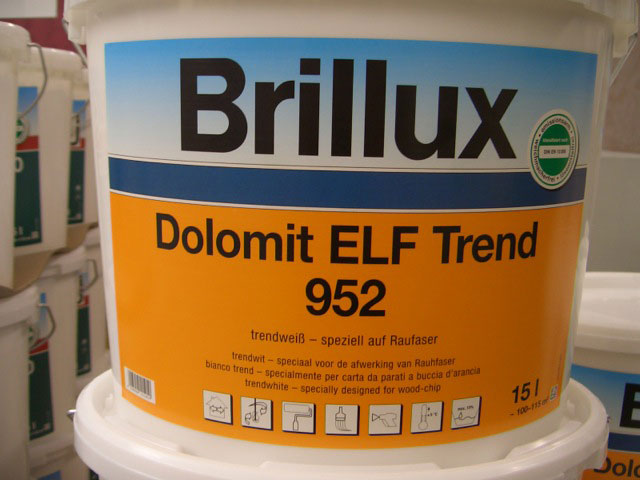 Brillux
Dolomit ELF Trend
952
trendweiß – speziell auf Raufaser
trendwit – speciaal voor de afwerking van Rauhfaser
bianco trend – specialmente per carta da parati a buccia d'arancia
trendwhite – specially designed for wood-chip
15 l
Dolo